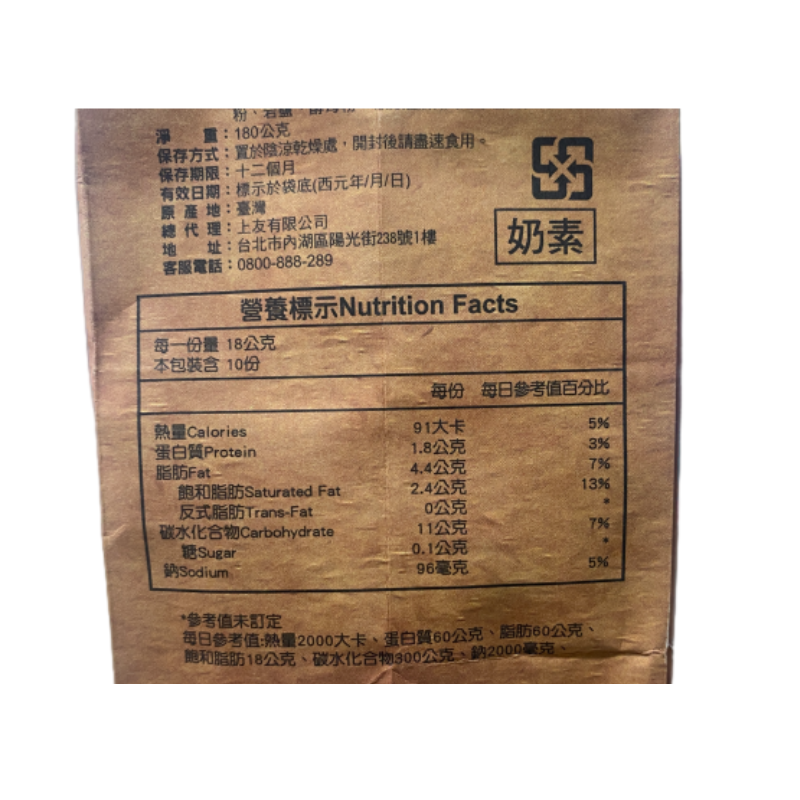 淨重：180公克
保存方式：置於陰涼乾燥處，開封後請盡速食用。
保存期限：十二個月
有效日期：標示於袋底(西元年/月/日)
原產地：臺灣
總代理：上友有限公司
地址：台北市內湖區陽光街238號1樓
客服電話：0800-888-289
奶素
營養標示Nutrition Facts
每一份量 18公克
本包裝含 10份
每份 每日參考值百分比
熱量Calories 91大卡 5%
蛋白質Protein 1.8公克 3%
脂肪Fat 4.4公克 7%
飽和脂肪Saturated Fat 2.4公克 13%
反式脂肪Trans-Fat 0公克 *
碳水化合物Carbohydrate 11公克 7%
糖Sugar 0.1公克 *
鈉Sodium 96毫克 5%
*參考值未訂定
每日參考值:熱量2000大卡、蛋白質60公克、脂肪60公克、
飽和脂肪18公克、碳水化合物300公克、鈉2000毫克、